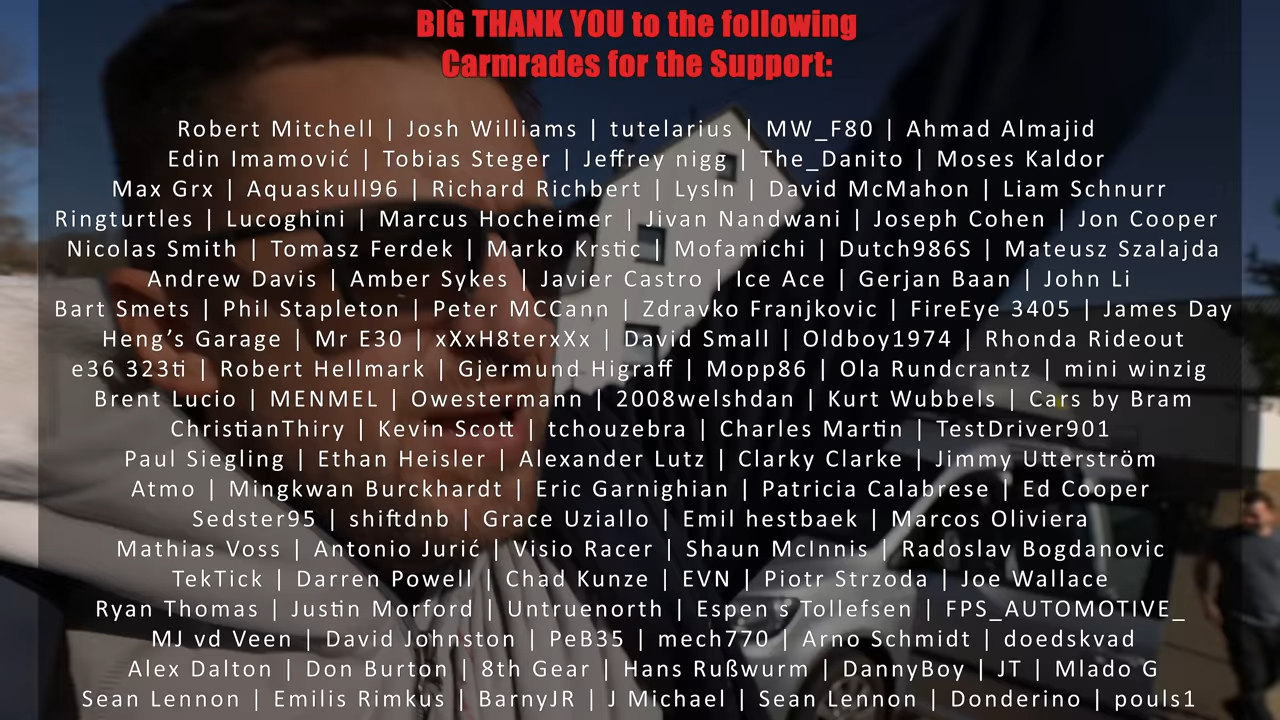 BIG THANK YOU to the following
Carmrades for the Support:
Robert Mitchell | Josh Williams | tutelarius | MW_F80 | Ahmad Almajid
Edin Imamović | Tobias Steger | Jeffrey nigg | The_Danito | Moses Kaldor
Max Grx | Aquaskull96 | Richard Richbert | LysIn | David McMahon | Liam Schnurr
Ringturtles | Lucoghini | Marcus Hocheimer | Jivan Nandwani | Joseph Cohen | Jon Cooper
Nicolas Smith | Tomasz Ferdek | Marko Krstic | Mofamichi | Dutch986S | Mateusz Szalajda
Andrew Davis | Amber Sykes | Javier Castro | Ice Ace | Gerjan Baan | John Li
Bart Smets | Phil Stapleton | Peter MCCann | Zdravko Franjkovic | FireEye 3405 | James Day
Heng’s Garage | Mr E30 | xXxH8terxXx | David Small | Oldboy1974 | Rhonda Rideout
e36 323ti | Robert Hellmark | Gjermund Higraff | Mopp86 | Ola Rundcrantz | mini winzig
Brent Lucio | MENMEL | Owestermann | 2008welshdan | Kurt Wubbels | Cars by Bram
ChristianThiry | Kevin Scott | tchouzebra | Charles Martin | TestDriver901
Paul Siegling | Ethan Heisler | Alexander Lutz | Clarky Clarke | Jimmy Utterström
Atmo | Mingkwan Burckhardt | Eric Garnighian | Patricia Calabrese | Ed Cooper
Sedster95 | shiftdnb | Grace Uziallo | Emil hestbaek | Marcos Oliviera
Mathias Voss | Antonio Jurić | Visio Racer | Shaun McInnis | Radoslav Bogdanovic
TekTick | Darren Powell | Chad Kunze | EVN | Piotr Strzoda | Joe Wallace
Ryan Thomas | Justin Morford | Untruenorth | Espen s Tollefsen | FPS_AUTOMOTIVE_
MJ vd Veen | David Johnston | PeB35 | mech770 | Arno Schmidt | doedskvad
Alex Dalton | Don Burton | 8th Gear | Hans Rußwurm | DannyBoy | JT | Mlado G
Sean Lennon | Emilis Rimkus | BarnyJR | J Michael | Sean Lennon | Donderino | pouls1